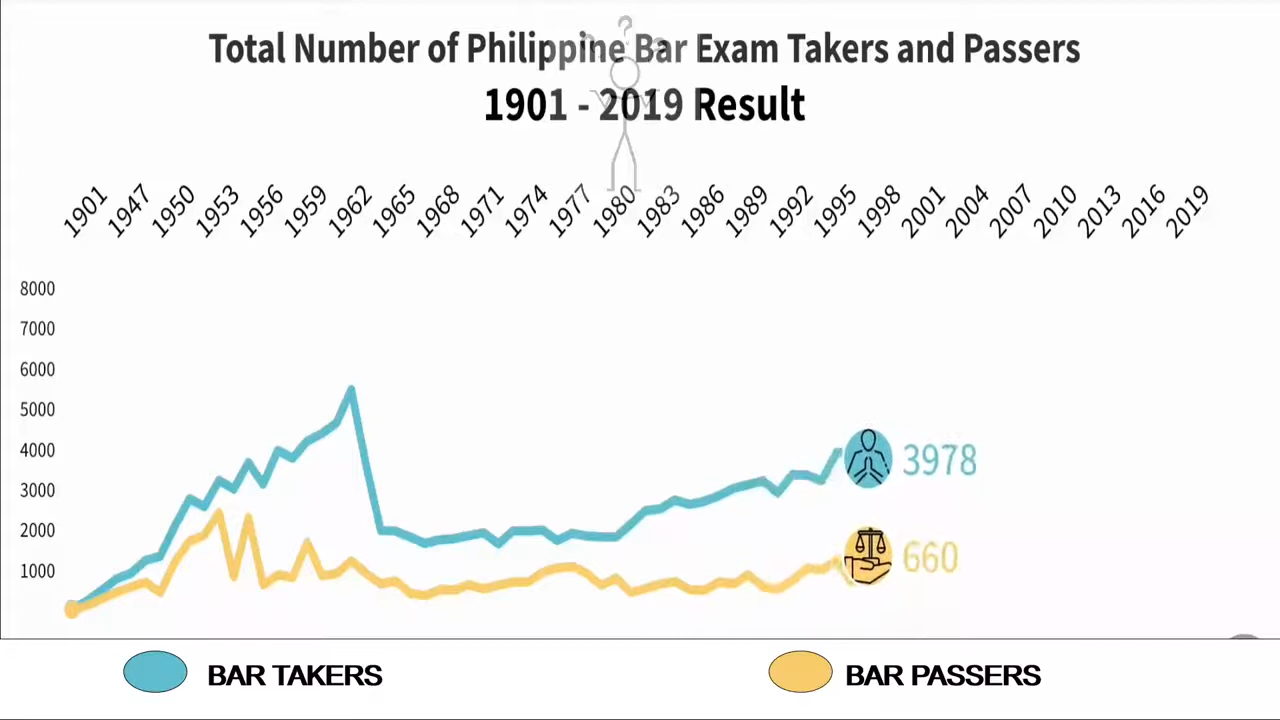 Total Number of Philippine Bar Exam Takers and Passers
1901 - 2019 Result
1901 1947 1950 1953 1956 1959 1962 1965 1968 1971 1974 1977 1980 1983 1986 1989 1992 1995 1998 2001 2004 2007 2010 2013 2016 2019
8000
7000
6000
5000
4000
3978
3000
2000
660
1000
BAR TAKERS BAR PASSERS